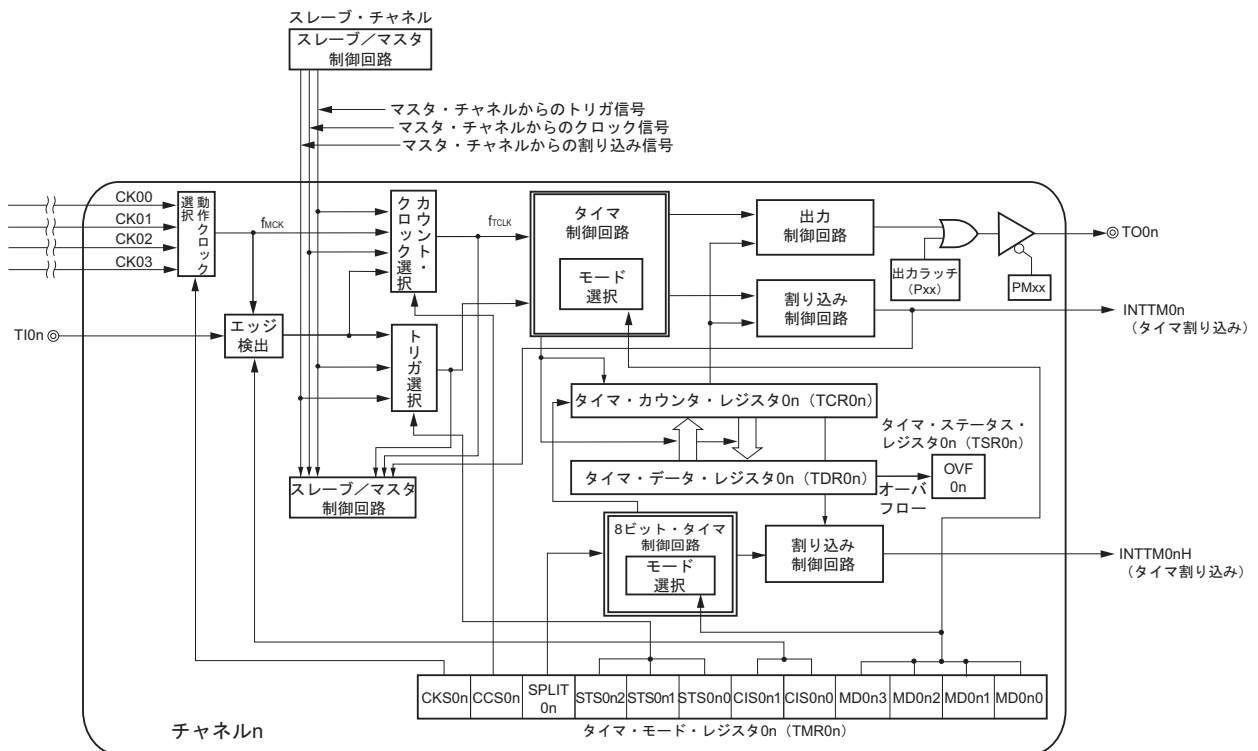 スレーブ・チャネル
スレーブ／マスタ
制御回路
マスタ・チャネルからのトリガ信号
マスタ・チャネルからのクロック信号
マスタ・チャネルからの割り込み信号
CK00
CK01
CK02
CK03
動作クロック
選択
fMCK
カウント・
クロック選択
fTCLK
タイマ
制御回路
モード
選択
出力
制御回路
出力ラッチ
（Pxx）
PMxx
TO0n
割り込み
制御回路
INTTM0n
（タイマ割り込み）
TI0n
エッジ
検出
トリガ選択
スレーブ／マスタ
制御回路
タイマ・カウンタ・レジスタ0n（TCR0n）
タイマ・データ・レジスタ0n（TDR0n）
タイマ・ステータス・
レジスタ0n（TSR0n）
OVF
0n
オーバ
フロー
8ビット・タイマ
制御回路
モード
選択
割り込み
制御回路
INTTM0nH
（タイマ割り込み）
CKS0n
CCS0n
SPLIT
0n
STS0n2
STS0n1
STS0n0
CIS0n1
CIS0n0
MD0n3
MD0n2
MD0n1
MD0n0
タイマ・モード・レジスタ0n（TMR0n）
チャネルn